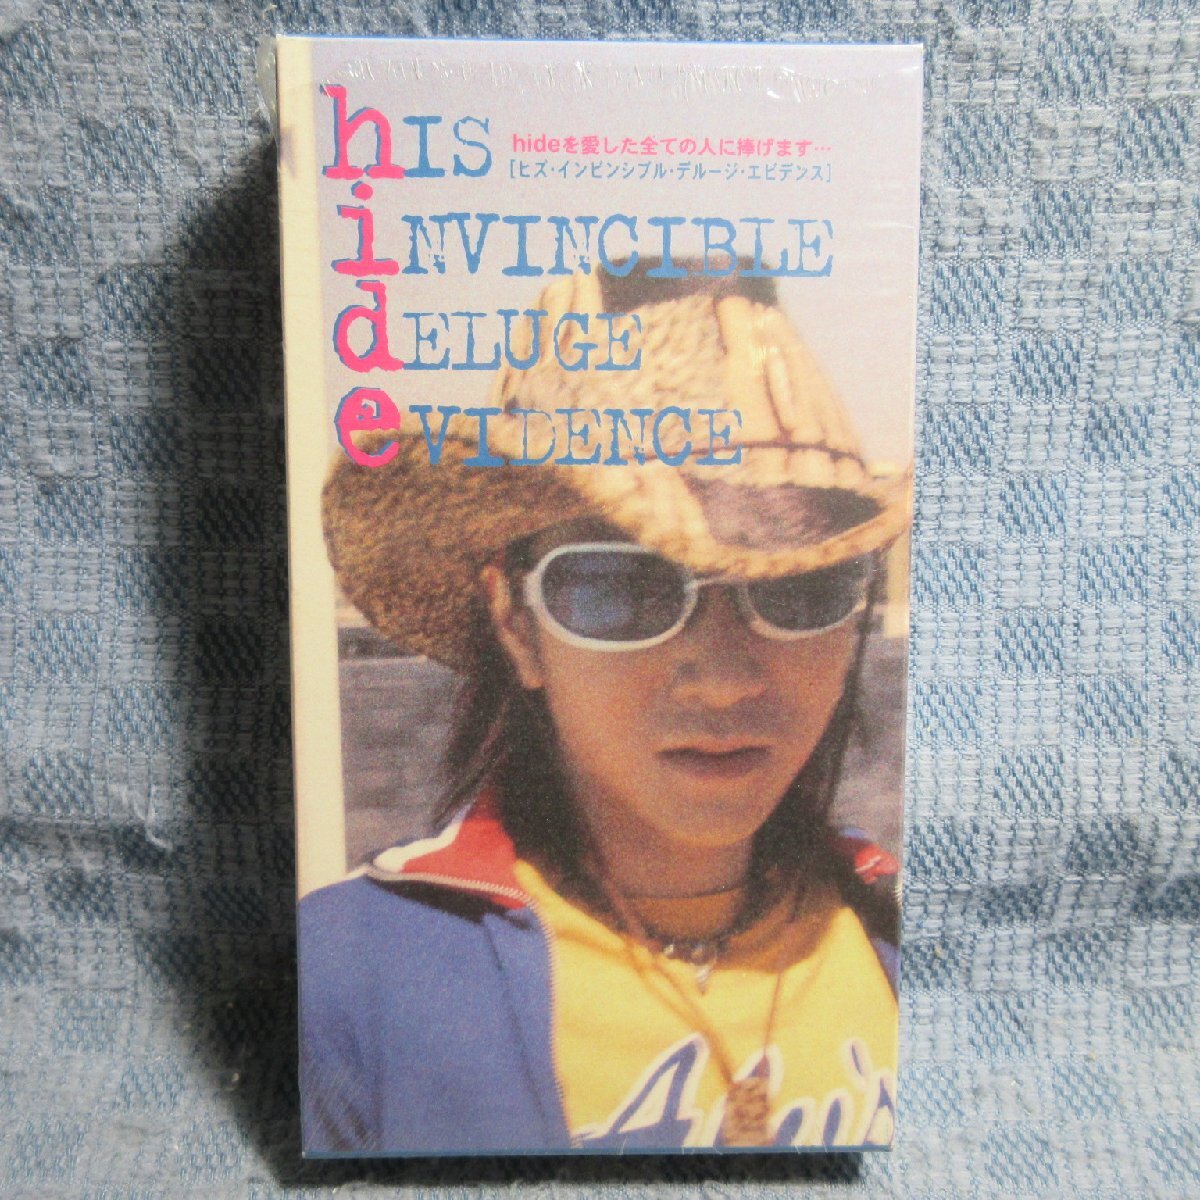 hIS
hideを愛した全ての人に捧げます…
[ヒズ・インビンシブル・デルージ・エビデンス]
iNVINCIBLE
dELUGE
eVIDENCE